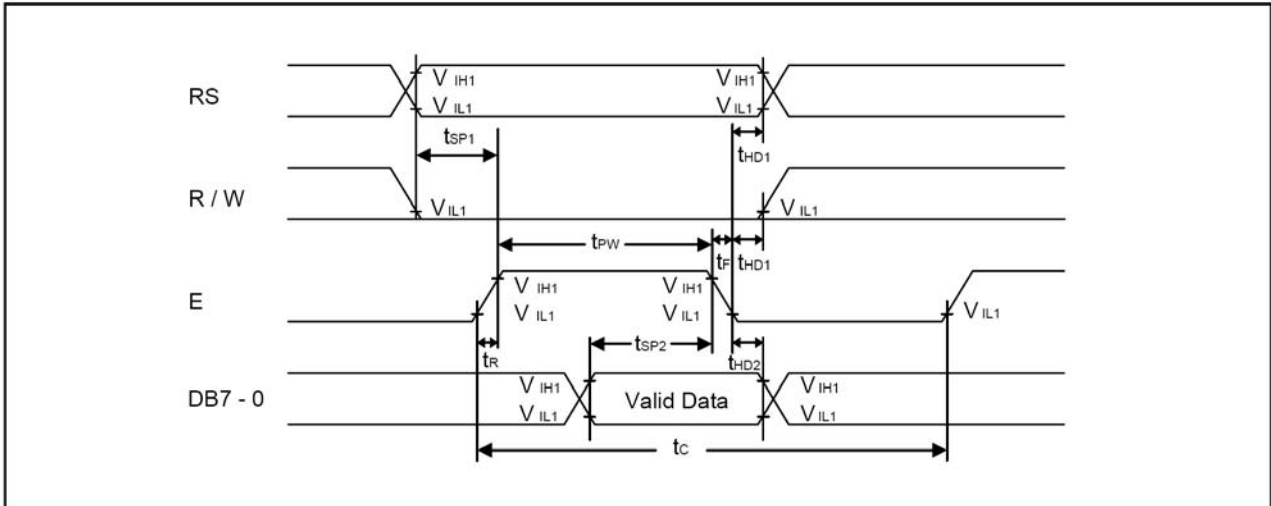 RS
V IH1 V IH1
V IL1 V IL1
tSP1 tHD1
R / W
VIL1 V IL1
tPW tF tHD1
E
V IH1 V IH1
V IL1 V IL1 V IL1
tR tSP2 tHD2
DB7 - 0
V IH1 V IH1
Valid Data
V IL1 V IL1
tC